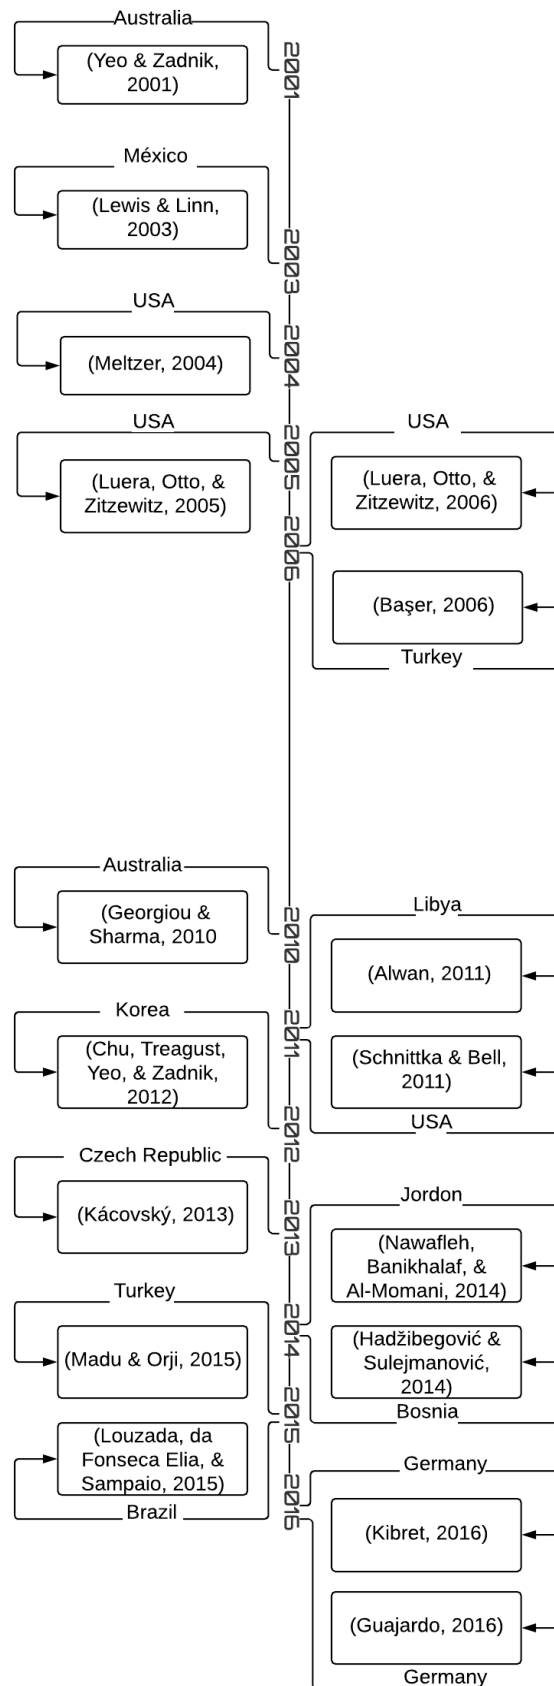 Australia
(Yeo & Zadnik,
2001)
2001
México
(Lewis & Linn,
2003)
2003
USA
(Meltzer, 2004)
2004
USA
(Luera, Otto, &
Zitzewitz, 2005)
2005
USA
(Luera, Otto, &
Zitzewitz, 2006)
2006
(Başer, 2006)
Turkey
Australia
(Georgiou &
Sharma, 2010
2010
Libya
(Alwan, 2011)
2011
(Schnittka & Bell,
2011)
USA
Korea
(Chu, Treagust,
Yeo, & Zadnik,
2012)
2012
Czech Republic
(Kácovský, 2013)
2013
Jordon
(Nawafleh,
Banikhalaf, &
Al-Momani, 2014)
2014
(Hadžibegović &
Sulejmanović,
2014)
Bosnia
Turkey
(Madu & Orji, 2015)
2015
(Louzada, da
Fonseca Elia, &
Sampaio, 2015)
Brazil
Germany
(Kibret, 2016)
2016
(Guajardo, 2016)
Germany